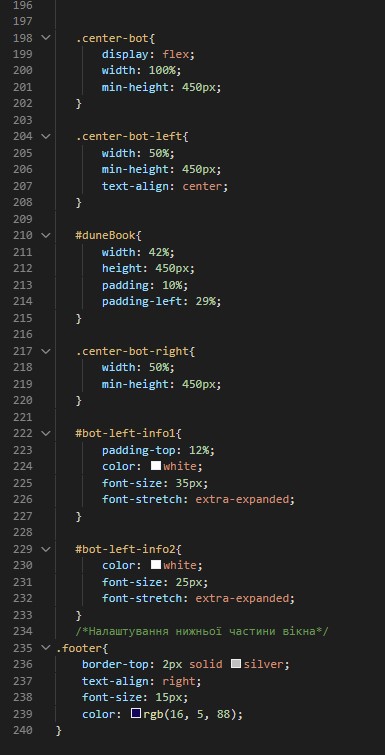 196
197
198 .center-bot{
199 display: flex;
200 width: 100%;
201 min-height: 450px;
202 }
203
204 .center-bot-left{
205 width: 50%;
206 min-height: 450px;
207 text-align: center;
208 }
209
210 #duneBook{
211 width: 42%;
212 height: 450px;
213 padding: 10%;
214 padding-left: 29%;
215 }
216
217 .center-bot-right{
218 width: 50%;
219 min-height: 450px;
220 }
221
222 #bot-left-info1{
223 padding-top: 12%;
224 color: white;
225 font-size: 35px;
226 font-stretch: extra-expanded;
227 }
228
229 #bot-left-info2{
230 color: white;
231 font-size: 25px;
232 font-stretch: extra-expanded;
233 }
234 /*Налаштування нижньої частини вікна*/
235 .footer{
236 border-top: 2px solid silver;
237 text-align: right;
238 font-size: 15px;
239 color: rgb(16, 5, 88);
240 }